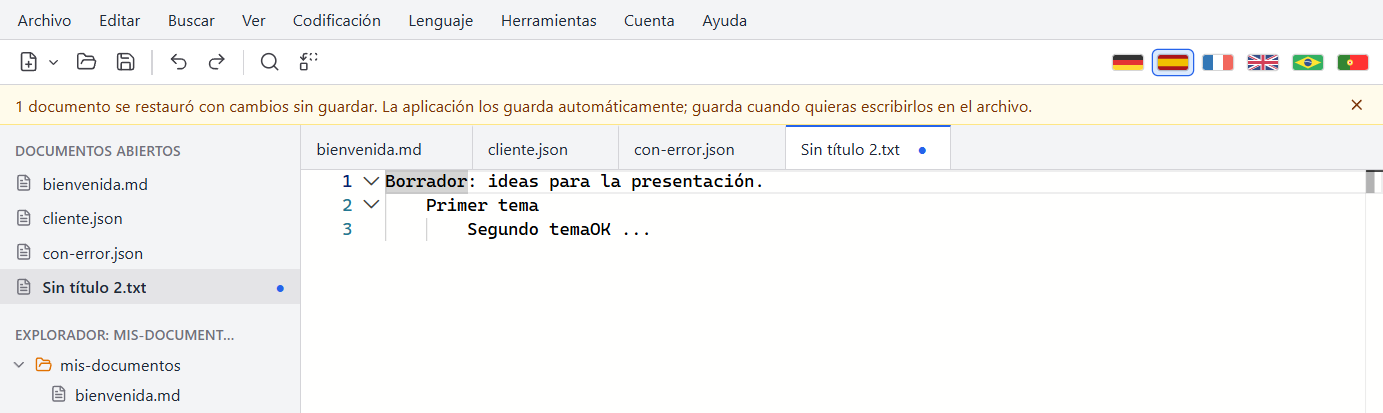 Archivo Editar Buscar Ver Codificación Lenguaje Herramientas Cuenta Ayuda
1 documento se restauró con cambios sin guardar. La aplicación los guarda automáticamente; guarda cuando quieras escribirlos en el archivo.
DOCUMENTOS ABIERTOS
bienvenida.md
cliente.json
con-error.json
Sin título 2.txt
EXPLORADOR: MIS-DOCUMENT...
mis-documentos
bienvenida.md
bienvenida.md cliente.json con-error.json Sin título 2.txt
1 Borrador: ideas para la presentación.
2 Primer tema
3 Segundo temaOK ...